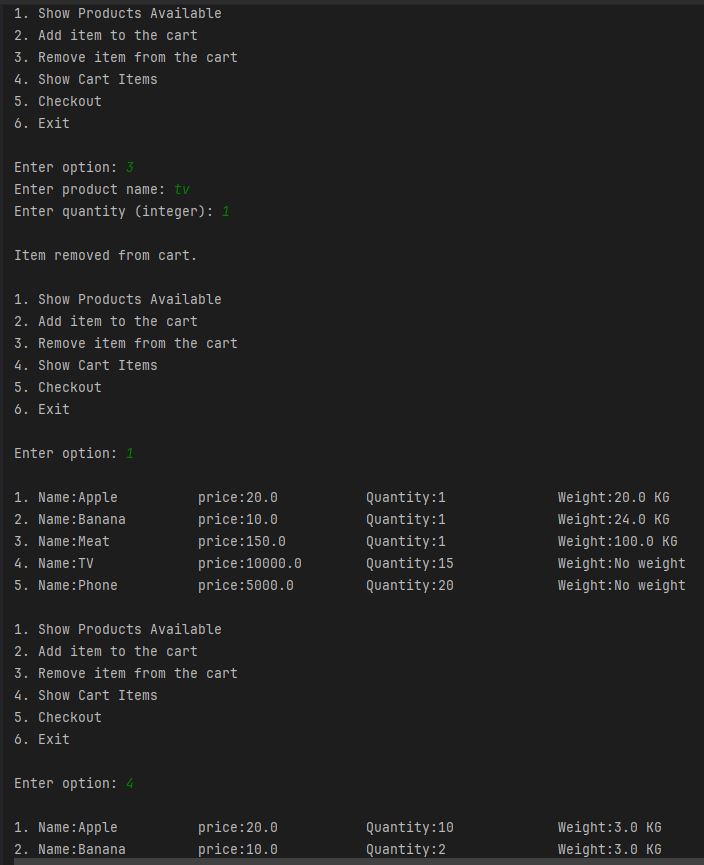 1. Show Products Available
2. Add item to the cart
3. Remove item from the cart
4. Show Cart Items
5. Checkout
6. Exit
Enter option: 3
Enter product name: tv
Enter quantity (integer): 1
Item removed from cart.
1. Show Products Available
2. Add item to the cart
3. Remove item from the cart
4. Show Cart Items
5. Checkout
6. Exit
Enter option: 1
1. Name:Apple price:20.0 Quantity:1 Weight:20.0 KG
2. Name:Banana price:10.0 Quantity:1 Weight:24.0 KG
3. Name:Meat price:150.0 Quantity:1 Weight:100.0 KG
4. Name:TV price:10000.0 Quantity:15 Weight:No weight
5. Name:Phone price:5000.0 Quantity:20 Weight:No weight
1. Show Products Available
2. Add item to the cart
3. Remove item from the cart
4. Show Cart Items
5. Checkout
6. Exit
Enter option: 4
1. Name:Apple price:20.0 Quantity:10 Weight:3.0 KG
2. Name:Banana price:10.0 Quantity:2 Weight:3.0 KG